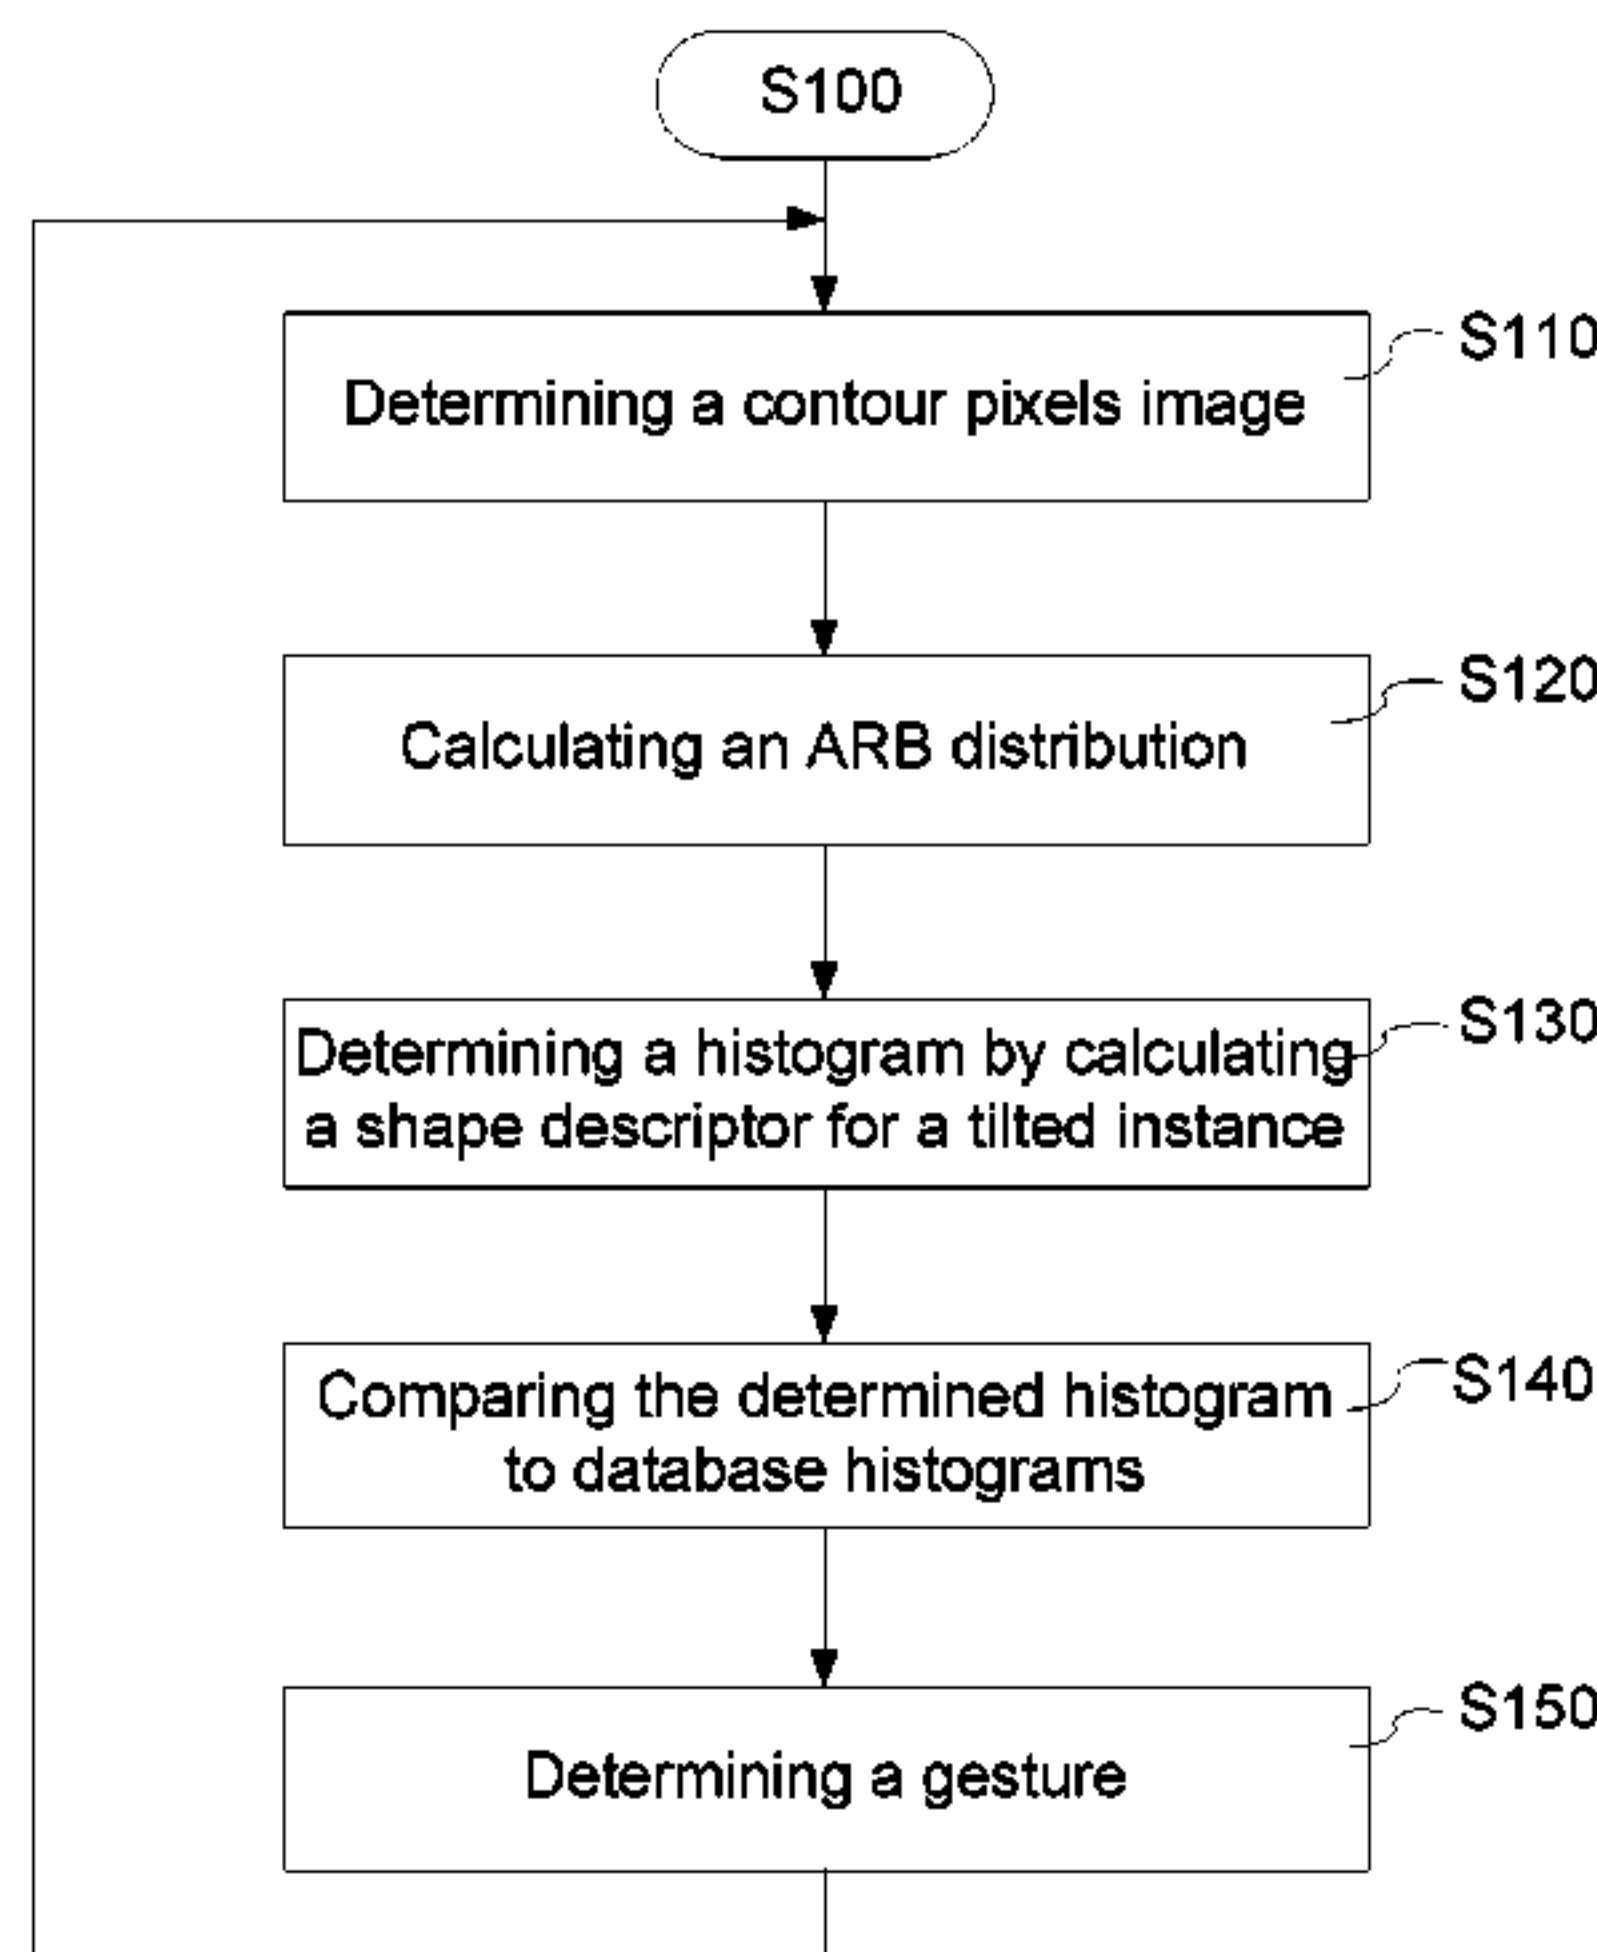 S100
Determining a contour pixels image
S110
Calculating an ARB distribution
S120
Determining a histogram by calculating
a shape descriptor for a tilted instance
S130
Comparing the determined histogram
to database histograms
S140
Determining a gesture
S150